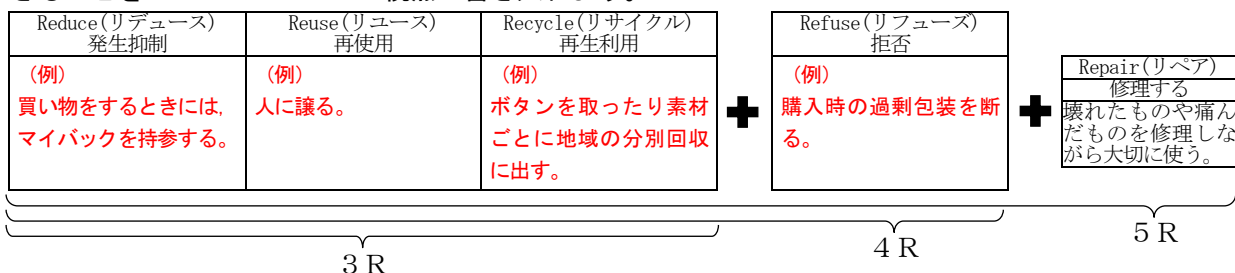 Reduce(リデュース)
発生抑制
(例)
買い物をするときには,
マイバックを持参する。
Reuse(リユース)
再使用
(例)
人に譲る。
Recycle(リサイクル)
再生利用
(例)
ボタンを取ったり素材
ごとに地域の分別回収
に出す。
Refuse(リフューズ)
拒否
(例)
購入時の過剰包装を断
る。
Repair(リペア)
修理する
壊れたものや痛ん
だものを修理しな
がら大切に使う。
3R
4R
5R